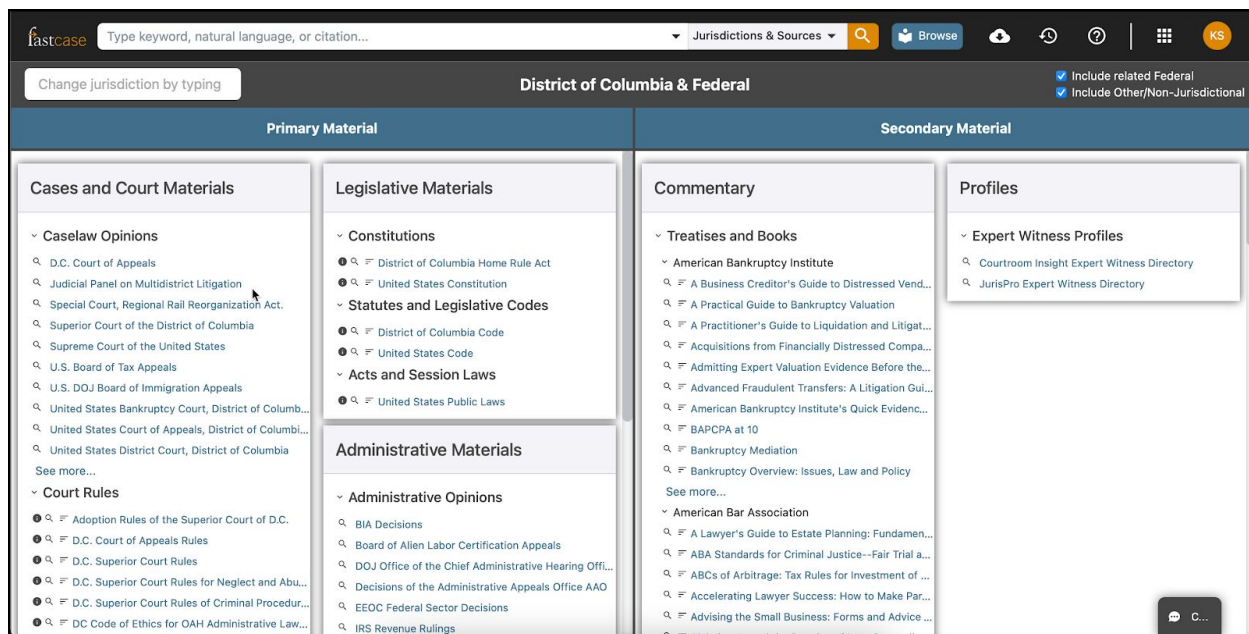 fastcase
Type keyword, natural language, or citation...
Jurisdictions & Sources
Browse
KS
Change jurisdiction by typing
District of Columbia & Federal
Include related Federal
Include Other/Non-Jurisdictional
Primary Material
Secondary Material
Cases and Court Materials
Caselaw Opinions
D.C. Court of Appeals
Judicial Panel on Multidistrict Litigation
Special Court, Regional Rail Reorganization Act.
Superior Court of the District of Columbia
Supreme Court of the United States
U.S. Board of Tax Appeals
U.S. DOJ Board of Immigration Appeals
United States Bankruptcy Court, District of Columb...
United States Court of Appeals, District of Columbi...
United States District Court, District of Columbia
See more...
Court Rules
Adoption Rules of the Superior Court of D.C.
D.C. Court of Appeals Rules
D.C. Superior Court Rules
D.C. Superior Court Rules for Neglect and Abu...
D.C. Superior Court Rules of Criminal Procedur...
DC Code of Ethics for OAH Administrative Law...
Legislative Materials
Constitutions
District of Columbia Home Rule Act
United States Constitution
Statutes and Legislative Codes
District of Columbia Code
United States Code
Acts and Session Laws
United States Public Laws
Administrative Materials
Administrative Opinions
BIA Decisions
Board of Alien Labor Certification Appeals
DOJ Office of the Chief Administrative Hearing Offi...
Decisions of the Administrative Appeals Office AAO
EEOC Federal Sector Decisions
IRS Revenue Rulings
Commentary
Treatises and Books
American Bankruptcy Institute
A Business Creditor's Guide to Distressed Vend...
A Practical Guide to Bankruptcy Valuation
A Practitioner's Guide to Liquidation and Litigat...
Acquisitions from Financially Distressed Compa...
Admitting Expert Valuation Evidence Before the...
Advanced Fraudulent Transfers: A Litigation Gui...
American Bankruptcy Institute's Quick Evidenc...
BAPCPA at 10
Bankruptcy Mediation
Bankruptcy Overview: Issues, Law and Policy
See more...
American Bar Association
A Lawyer's Guide to Estate Planning: Fundamen...
ABA Standards for Criminal Justice--Fair Trial a...
ABCs of Arbitrage: Tax Rules for Investment of ...
Accelerating Lawyer Success: How to Make Par...
Advising the Small Business: Forms and Advice ...
Profiles
Expert Witness Profiles
Courtroom Insight Expert Witness Directory
JurisPro Expert Witness Directory
C...